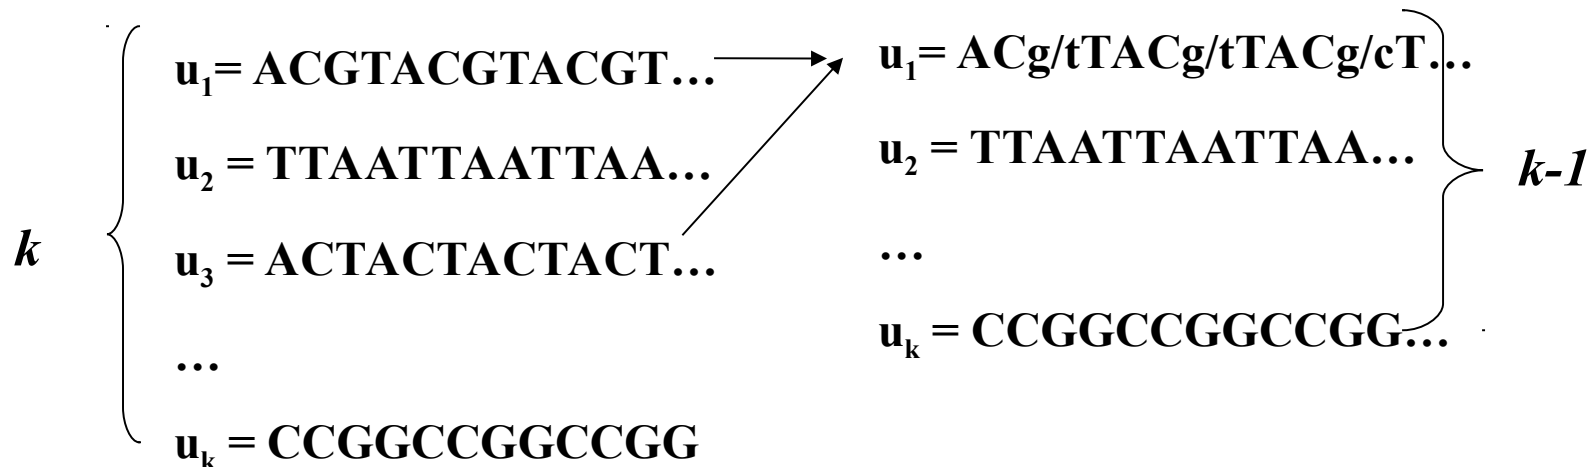 k
u₁= ACGTACGTACGT…
u₂ = TTAATTAATTAA…
u₃ = ACTACTACTACT…
…
uₖ = CCGGCCGGCCGG
u₁= ACg/tTACg/tTACg/cT…
u₂ = TTAATTAATTAA…
…
uₖ = CCGGCCGGCCGG…
k-1